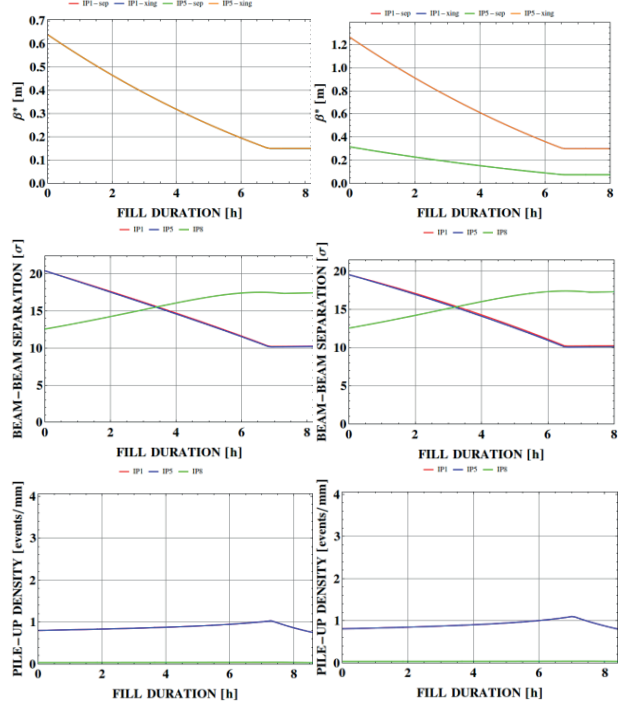 IP1-sep IP1-xing IP5-sep IP5-xing
0.7
0.6
0.5
0.4
0.3
0.2
0.1
0.0
β* [m]
0 2 4 6 8
FILL DURATION [h]
IP1-sep IP1-xing IP5-sep IP5-xing
1.2
1.0
0.8
0.6
0.4
0.2
0.0
β* [m]
0 2 4 6 8
FILL DURATION [h]
IP1 IP5 IP8
20
15
10
5
0
BEAM-BEAM SEPARATION [σ]
0 2 4 6 8
FILL DURATION [h]
IP1 IP5 IP8
20
15
10
5
0
BEAM-BEAM SEPARATION [σ]
0 2 4 6 8
FILL DURATION [h]
IP1 IP5 IP8
4
3
2
1
0
PILE-UP DENSITY [events/mm]
0 2 4 6 8
FILL DURATION [h]
IP1 IP5 IP8
4
3
2
1
0
PILE-UP DENSITY [events/mm]
0 2 4 6 8
FILL DURATION [h]